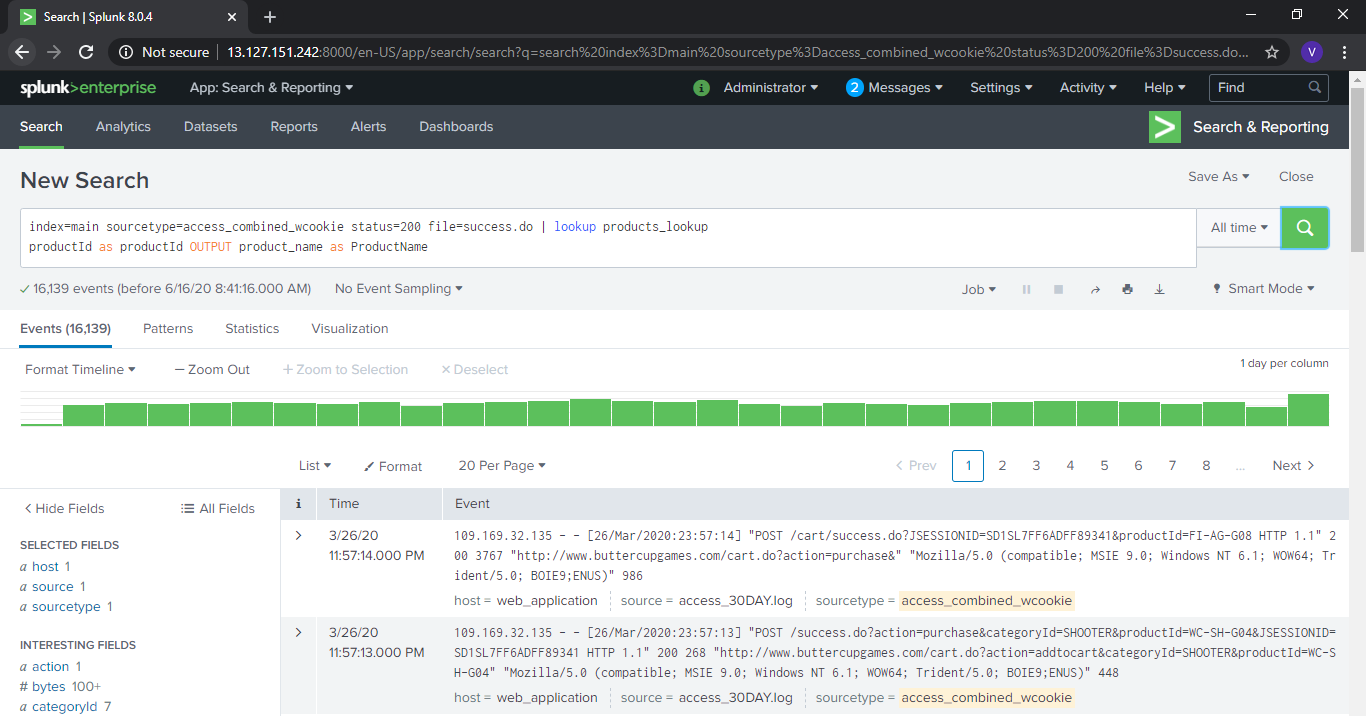 Search | Splunk 8.0.4
Not secure | 13.127.151.242:8000/en-US/app/search/search?q=search%20index%3Dmain%20sourcetype%3Daccess_combined_wcookie%20status%3D200%20file%3Dsuccess.do... V
splunk>enterprise App: Search & Reporting i Administrator 2 Messages Settings Activity Help Find
Search Analytics Datasets Reports Alerts Dashboards > Search & Reporting
New Search Save As Close
index=main sourcetype=access_combined_wcookie status=200 file=success.do | lookup products_lookup All time
productId as productId OUTPUT product_name as ProductName
✓ 16,139 events (before 6/16/20 8:41:16.000 AM) No Event Sampling Job Smart Mode
Events (16,139) Patterns Statistics Visualization
Format Timeline — Zoom Out + Zoom to Selection × Deselect 1 day per column
List Format 20 Per Page < Prev 1 2 3 4 5 6 7 8 ... Next >
< Hide Fields All Fields i Time Event
SELECTED FIELDS
a host 1
a source 1
a sourcetype 1
INTERESTING FIELDS
a action 1
# bytes 100+
a categoryId 7
> 3/26/20 109.169.32.135 - - [26/Mar/2020:23:57:14] "POST /cart/success.do?JSESSIONID=SD1SL7FF6ADFF89341&productId=FI-AG-G08 HTTP 1.1" 2
11:57:14.000 PM 00 3767 "http://www.buttercupgames.com/cart.do?action=purchase&" "Mozilla/5.0 (compatible; MSIE 9.0; Windows NT 6.1; WOW64; Tr
ident/5.0; BOIE9;ENUS)" 986
host = web_application source = access_30DAY.log sourcetype = access_combined_wcookie
> 3/26/20 109.169.32.135 - - [26/Mar/2020:23:57:13] "POST /success.do?action=purchase&categoryId=SHOOTER&productId=WC-SH-G04&JSESSIONID=
11:57:13.000 PM SD1SL7FF6ADFF89341 HTTP 1.1" 200 268 "http://www.buttercupgames.com/cart.do?action=addtocart&categoryId=SHOOTER&productId=WC-S
H-G04" "Mozilla/5.0 (compatible; MSIE 9.0; Windows NT 6.1; WOW64; Trident/5.0; BOIE9;ENUS)" 448
host = web_application source = access_30DAY.log sourcetype = access_combined_wcookie